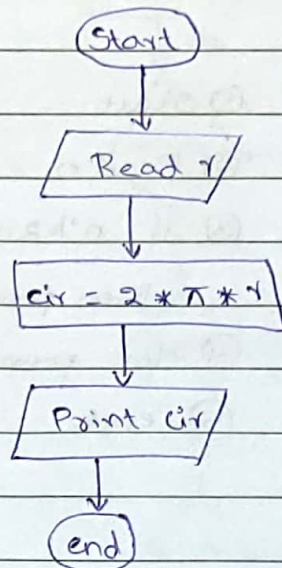 Start
Read r
cir = 2 * π * r
Print cir
end